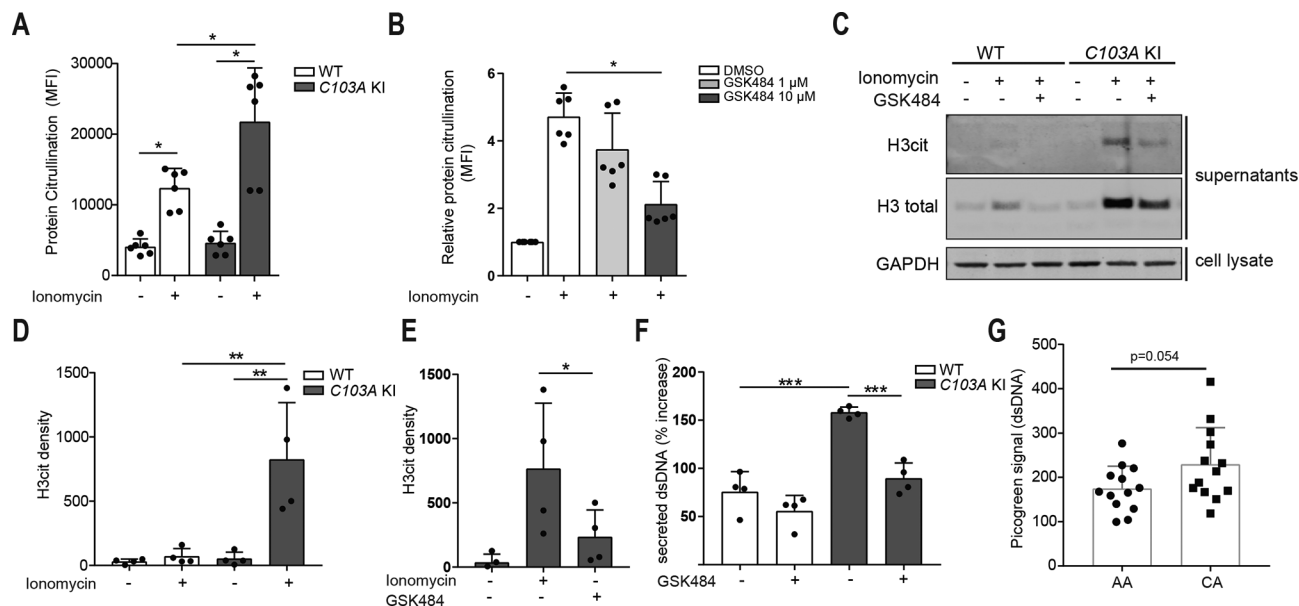 A
Protein Citrullination (MFI)
40000
30000
20000
10000
0
*
*
*
WT
C103A KI
Ionomycin
- + - +
B
Relative protein citrullination
(MFI)
8
6
4
2
0
*
DMSO
GSK484 1 µM
GSK484 10 µM
- + + +
C
WT C103A KI
Ionomycin - + + - + +
GSK484 - - + - - +
H3cit
H3 total
supernatants
GAPDH
cell lysate
D
H3cit density
1500
1000
500
0
**
**
WT
C103A KI
Ionomycin
- + - +
E
H3cit density
1500
1000
500
0
*
Ionomycin - + +
GSK484 +
F
secreted dsDNA (% increase)
200
150
100
50
***
***
WT
C103A KI
GSK484 - + - +
G
Picogreen signal (dsDNA)
500
400
300
200
100
0
p=0.054
AA CA